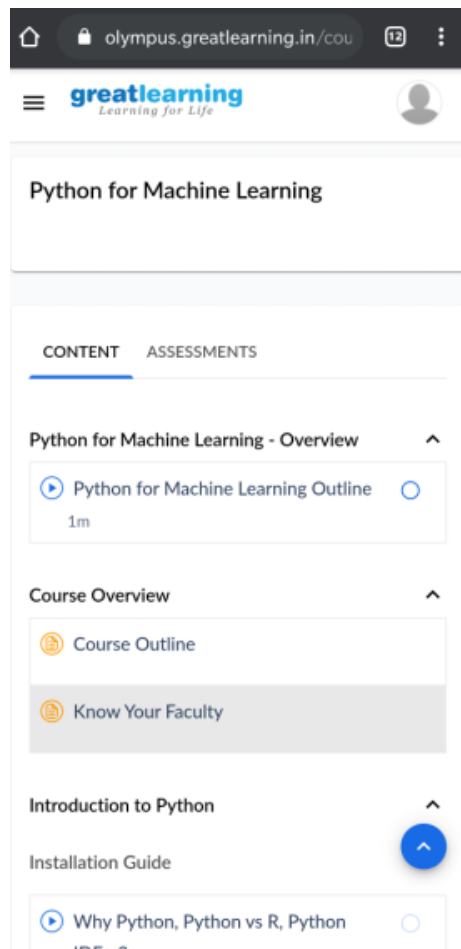 olympus.greatlearning.in/cou
12
greatlearning
Learning for Life
Python for Machine Learning
CONTENT ASSESSMENTS
Python for Machine Learning - Overview
Python for Machine Learning Outline
1m
Course Overview
Course Outline
Know Your Faculty
Introduction to Python
Installation Guide
Why Python, Python vs R, Python